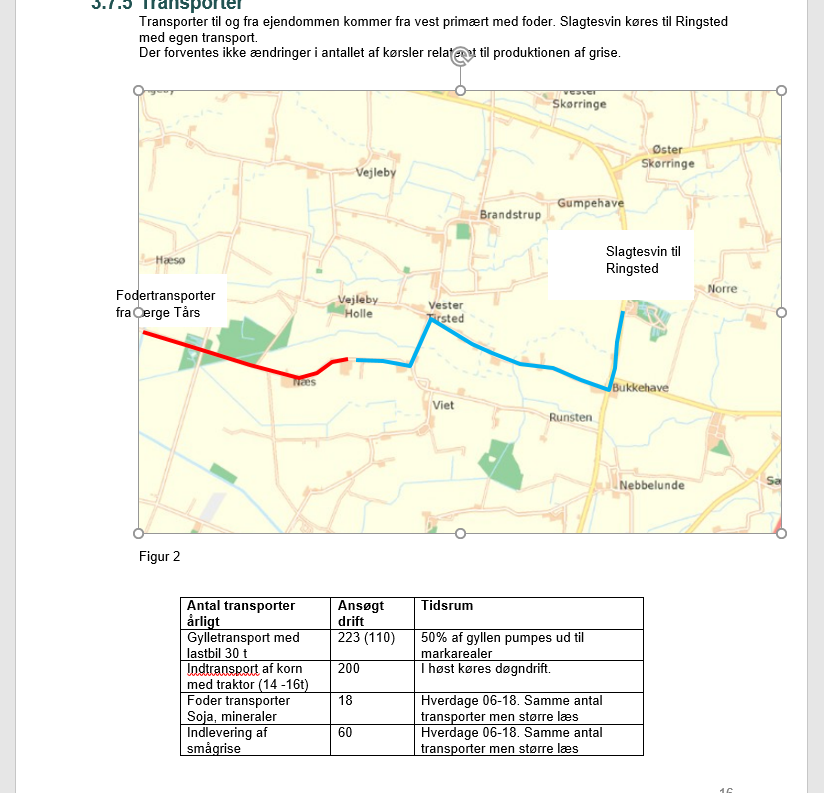 3.7.5 Transporter
Transporter til og fra ejendommen kommer fra vest primært med foder. Slagtesvin køres til Ringsted
med egen transport.
Der forventes ikke ændringer i antallet af kørsler relateret til produktionen af grise.
Vester
Skørringe
Øster
Skørringe
Vejleby
Gumpehave
Brandstrup
Slagtesvin til
Ringsted
Hæsø
Norre
Fodertransporter
fra færge Tårs
Vejleby
Holle
Vester
Tirsted
Næs
Bukkehave
Viet
Runsten
Nebbelunde
Sæ
Figur 2
Antal transporter
årligt
Ansøgt
drift
Tidsrum
Gylletransport med
lastbil 30 t
223 (110)
50% af gyllen pumpes ud til
markarealer
Indtransport af korn
med traktor (14 -16t)
200
I høst køres døgndrift.
Foder transporter
Soja, mineraler
18
Hverdage 06-18. Samme antal
transporter men større læs
Indlevering af
smågrise
60
Hverdage 06-18. Samme antal
transporter men større læs
16